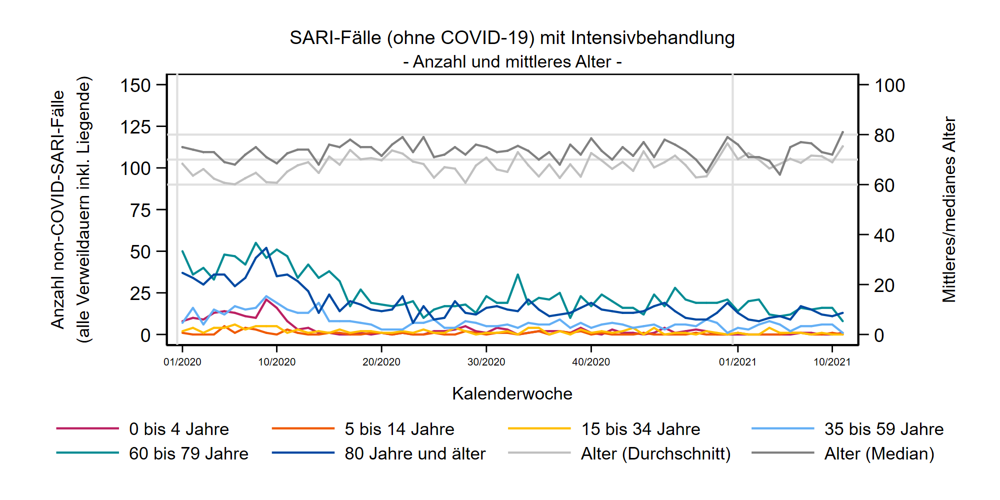 SARI-Fälle (ohne COVID-19) mit Intensivbehandlung
- Anzahl und mittleres Alter -
Anzahl non-COVID-SARI-Fälle
(alle Verweildauern inkl. Liegende)
150
125
100
75
50
25
0
100
80
60
40
20
0
Mittleres/medianes Alter
01/2020
10/2020
20/2020
30/2020
40/2020
01/2021
10/2021
Kalenderwoche
0 bis 4 Jahre
5 bis 14 Jahre
15 bis 34 Jahre
35 bis 59 Jahre
60 bis 79 Jahre
80 Jahre und älter
Alter (Durchschnitt)
Alter (Median)